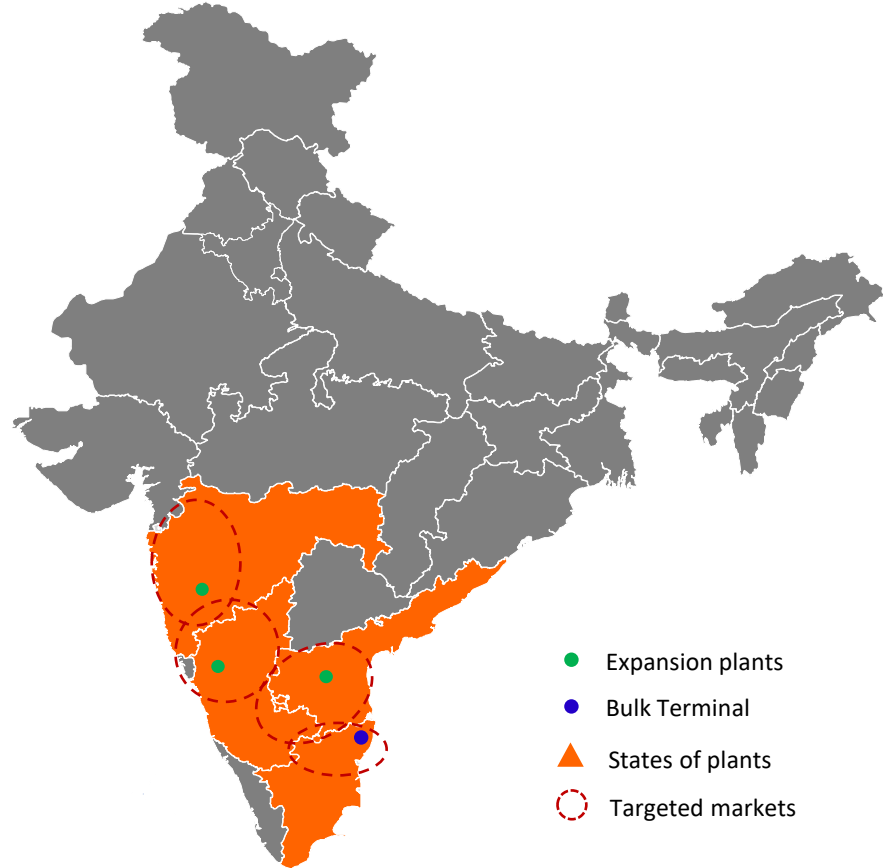 Expansion plants
Bulk Terminal
States of plants
Targeted markets